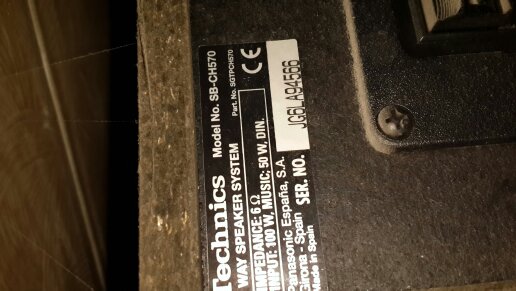 Technics
Model No. SB-CH570
Part. No. SGTPCH570
CE
WAY SPEAKER SYSTEM
IMPEDANCE: 6 Ω
INPUT: 100 W, MUSIC; 50 W, DIN.
Panasonic España, S.A.
Girona - Spain
Made in Spain
SER. NO.
JG6LA94566